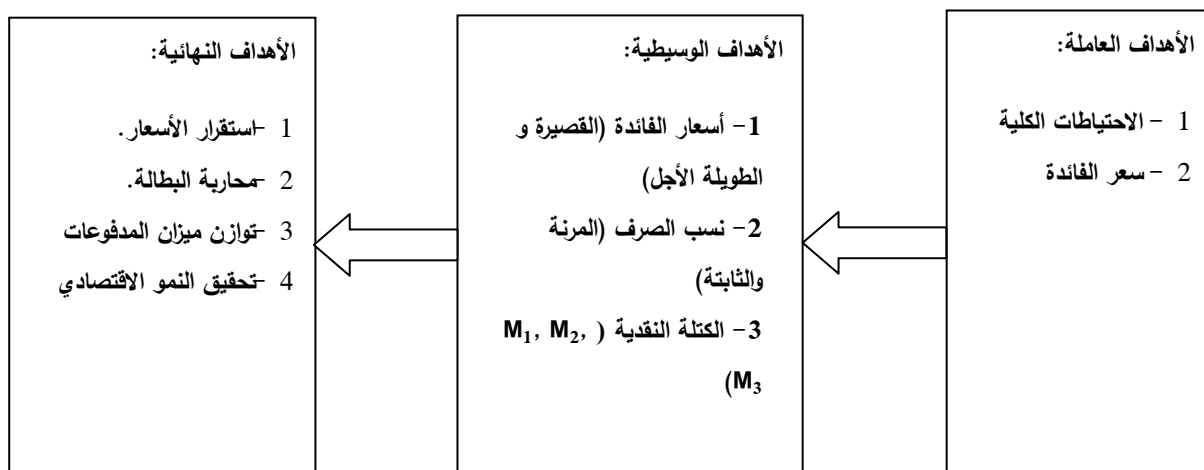 الأهداف العاملة:
1 – الاحتياطات الكلية
2 – سعر الفائدة
الأهداف الوسيطية:
1- أسعار الفائدة (القصيرة و
الطويلة الأجل)
2- نسب الصرف (المرنة
والثابتة)
3- الكتلة النقدية ( M₁, M₂,
M₃)
الأهداف النهائية:
1 -استقرار الأسعار.
2 -محاربة البطالة.
3 -توازن ميزان المدفوعات
4 -تحقيق النمو الاقتصادي